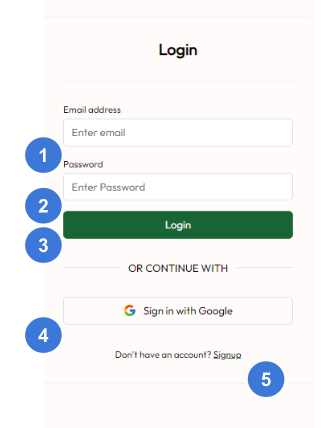 Login
Email address
Enter email
1
Password
Enter Password
2
Login
3
OR CONTINUE WITH
Sign in with Google
4
Don't have an account? Signup
5